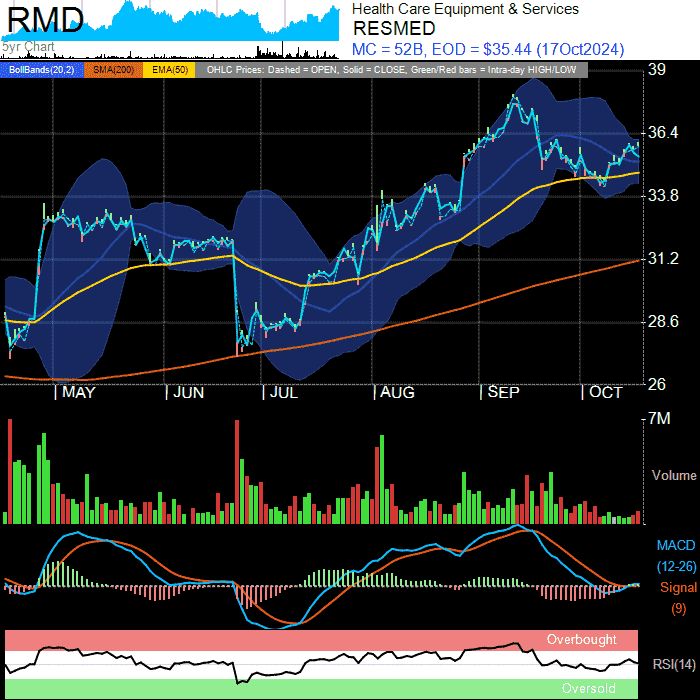 RMD
5yr Chart
Health Care Equipment & Services
RESMED
MC = 52B, EOD = $35.44 (17Oct2024)
BollBands(20,2) SMA(200) EMA(50) OHLC Prices: Dashed = OPEN, Solid = CLOSE, Green/Red bars = Intra-day HIGH/LOW
39
36.4
33.8
31.2
28.6
26
| MAY | JUN | JUL | AUG | SEP | OCT
7M
Volume
MACD
(12-26)
Signal
(9)
Overbought
RSI(14)
Oversold